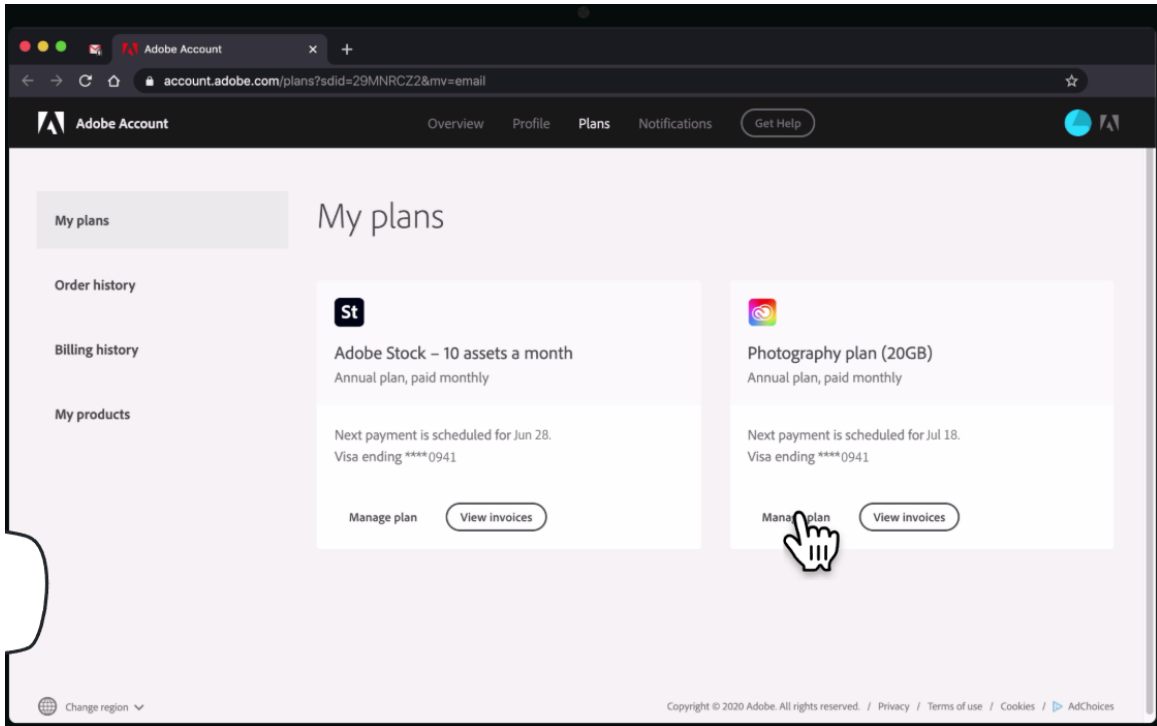 Adobe Account
account.adobe.com/plans?sdid=29MNRCZ2&mv=email
Adobe Account Overview Profile Plans Notifications Get Help
My plans
Order history
Billing history
My products
My plans
St
Adobe Stock – 10 assets a month
Annual plan, paid monthly
Next payment is scheduled for Jun 28.
Visa ending ****0941
Manage plan View invoices
Photography plan (20GB)
Annual plan, paid monthly
Next payment is scheduled for Jul 18.
Visa ending ****0941
Manage plan View invoices
Change region
Copyright © 2020 Adobe. All rights reserved. / Privacy / Terms of use / Cookies / AdChoices